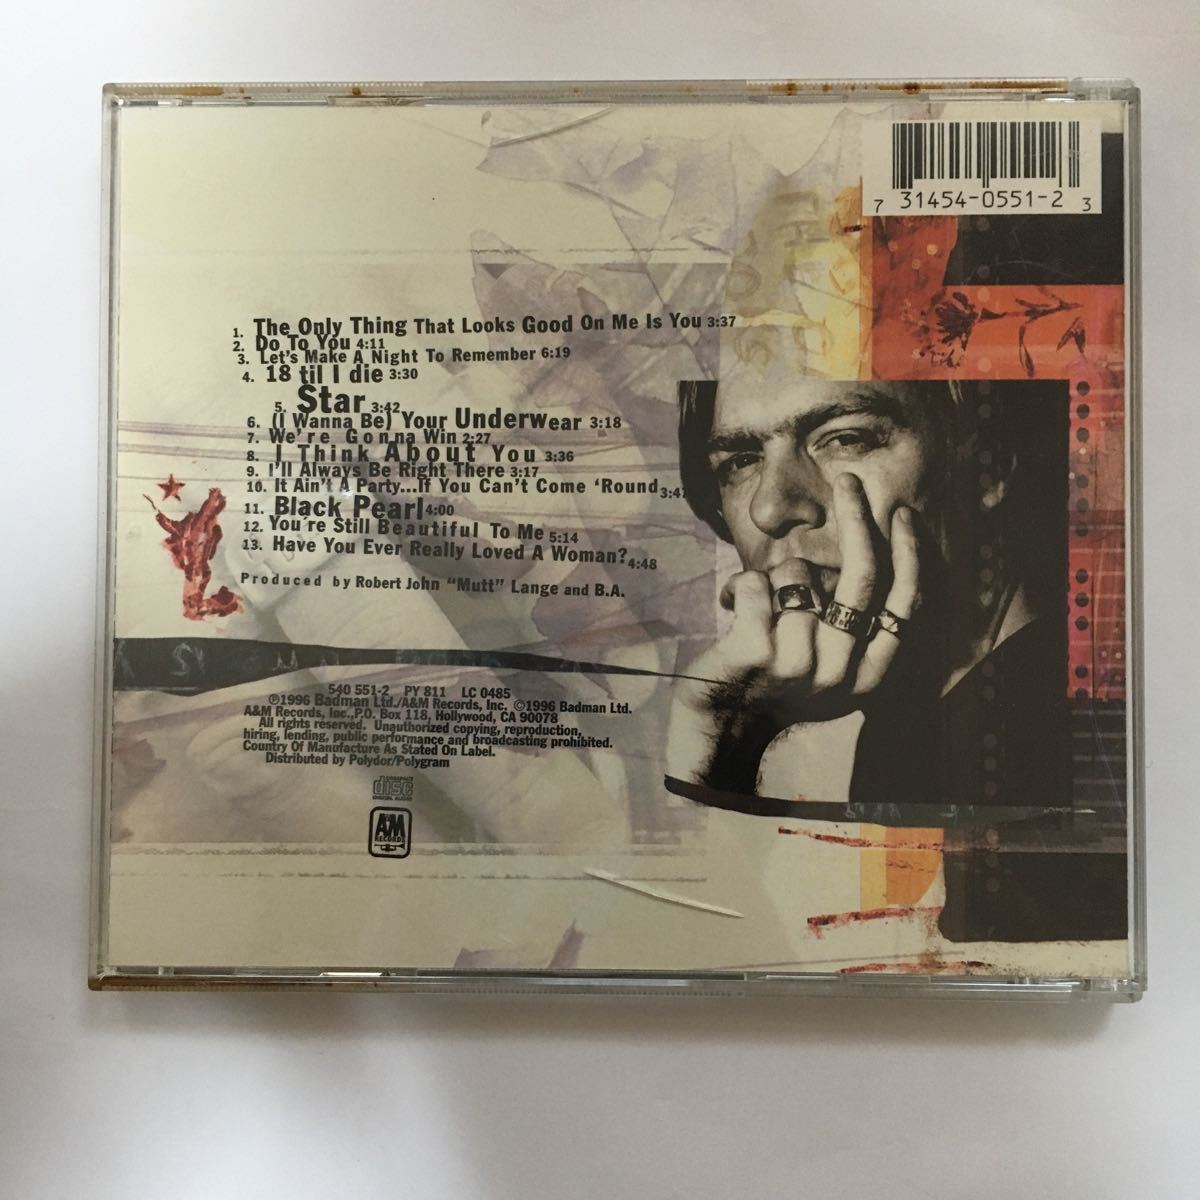 7 31454-0551-2 3
1. The Only Thing That Looks Good On Me Is You 3:37
2. Do To You 4:11
3. Let's Make A Night To Remember 6:19
4. 18 til I die 3:30
5. Star 3:42
6. (I Wanna Be) Your Underwear 3:18
7. We're Gonna Win 2:27
8. I Think About You 3:36
9. I'll Always Be Right There 3:17
10. It Ain't A Party...If You Can't Come 'Round 3:47
11. Black Pearl 4:00
12. You're Still Beautiful To Me 5:14
13. Have You Ever Really Loved A Woman? 4:48
Produced by Robert John "Mutt" Lange and B.A.
540 551-2 PY 811 LC 0485
℗1996 Badman Ltd./A&M Records, Inc. ©1996 Badman Ltd.
A&M Records, Inc., P.O. Box 118, Hollywood, CA 90078
All rights reserved. Unauthorized copying, reproduction,
hiring, lending, public performance and broadcasting prohibited.
Country Of Manufacture As Stated On Label.
Distributed by Polydor/Polygram
COMPACT
disc
DIGITAL AUDIO
A&M
RECORDS